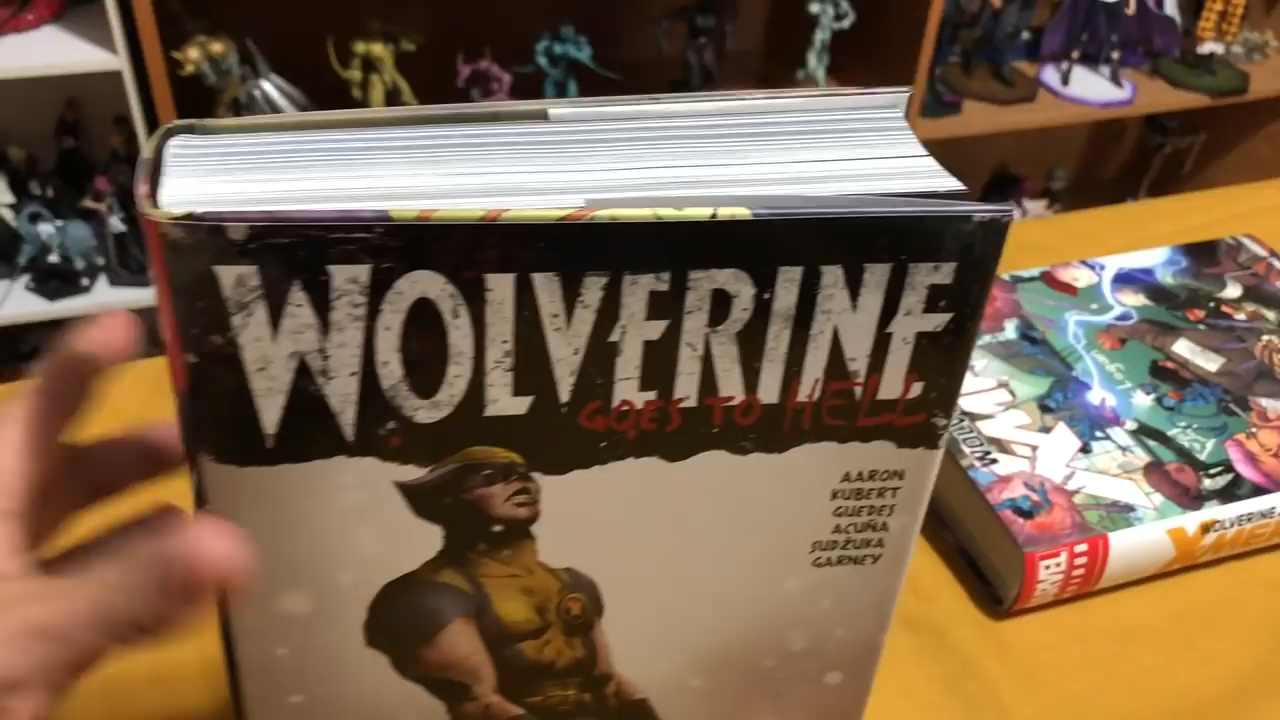 WOLVERINE
GOES TO HELL
AARON
KUBERT
GUEDES
ACUÑA
SUDŽUKA
GARNEY
MARVEL
WOLVERINE &
X-MEN